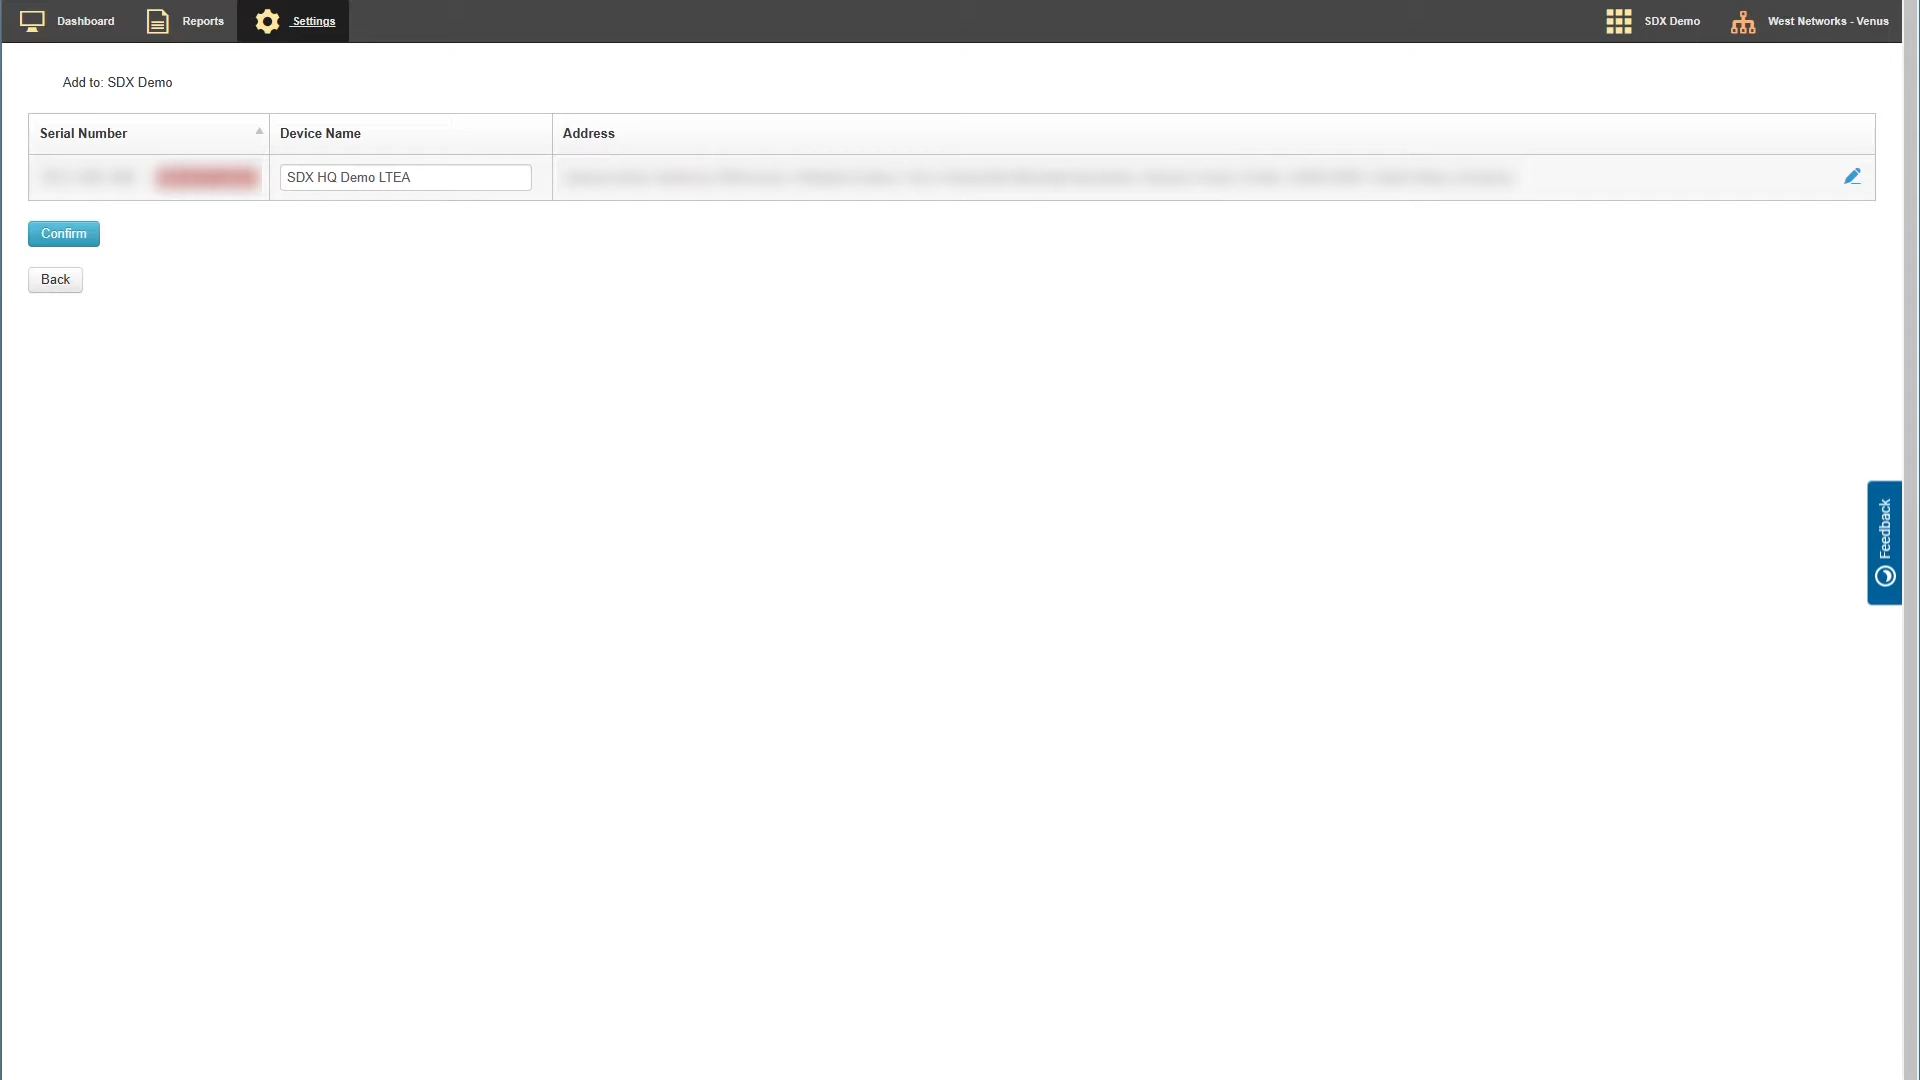 Dashboard
Reports
Settings
SDX Demo
West Networks - Venus
Add to: SDX Demo
Serial Number
Device Name
Address
SDX HQ Demo LTEA
Confirm
Back
Feedback